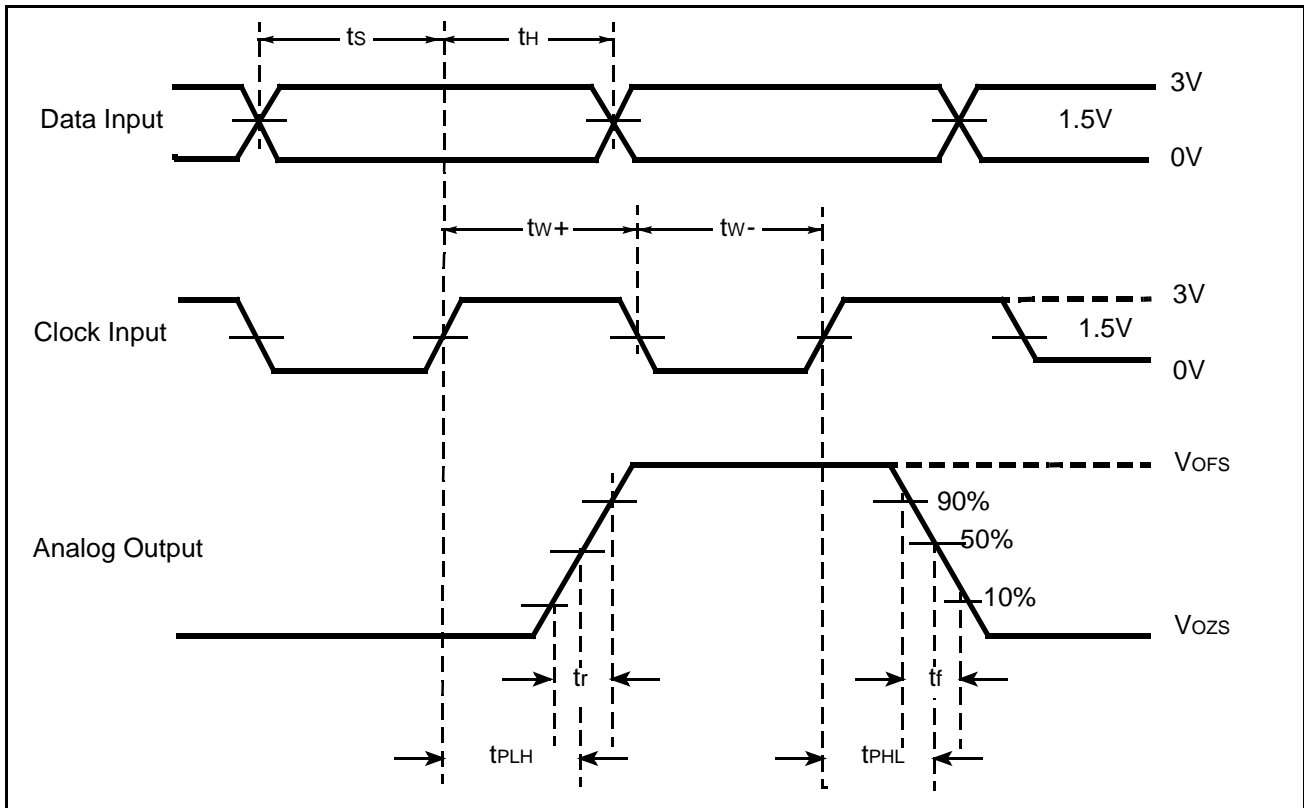 tS
tH
3V
Data Input
1.5V
0V
tW+
tW-
3V
Clock Input
1.5V
0V
VOFS
90%
Analog Output
50%
10%
VOZS
tr
tf
tPLH
tPHL